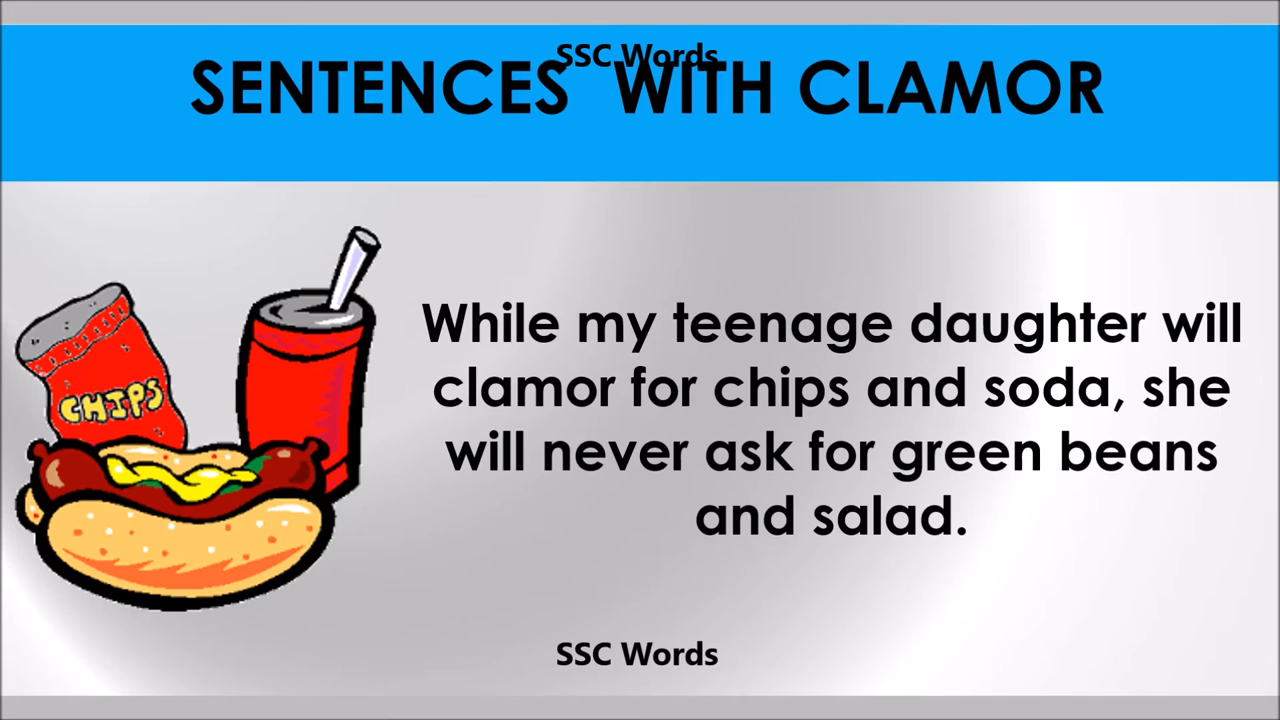 SSC Words
SENTENCES WITH CLAMOR
CHIPS
While my teenage daughter will
clamor for chips and soda, she
will never ask for green beans
and salad.
SSC Words